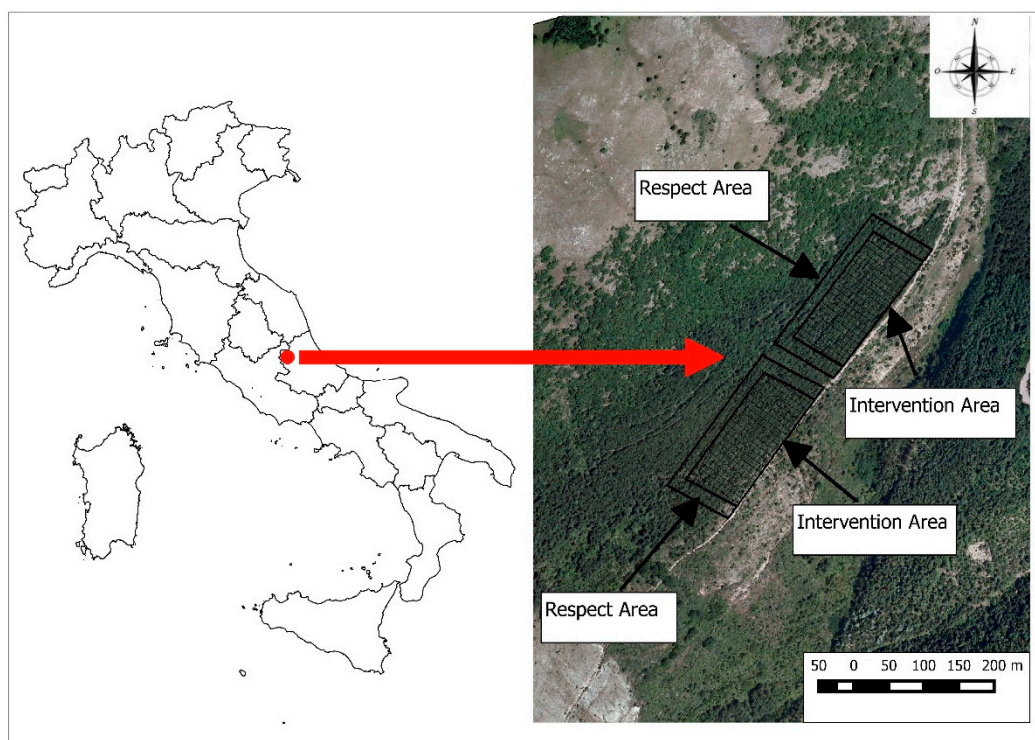 N
O
E
S
Respect Area
Intervention Area
Intervention Area
Respect Area
50 0 50 100 150 200 m